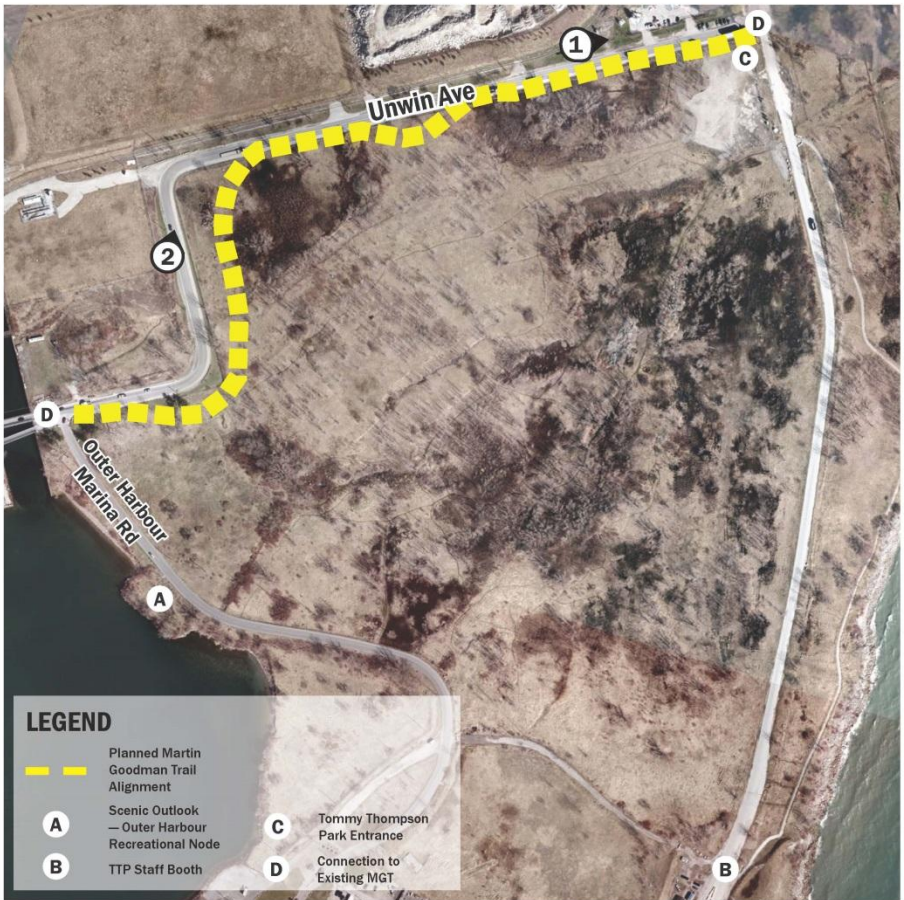 D
1
C
Unwin Ave
2
D
Outer Harbour
Marina Rd
A
B
LEGEND
Planned Martin
Goodman Trail
Alignment
A
Scenic Outlook
— Outer Harbour
Recreational Node
B
TTP Staff Booth
C
Tommy Thompson
Park Entrance
D
Connection to
Existing MGT